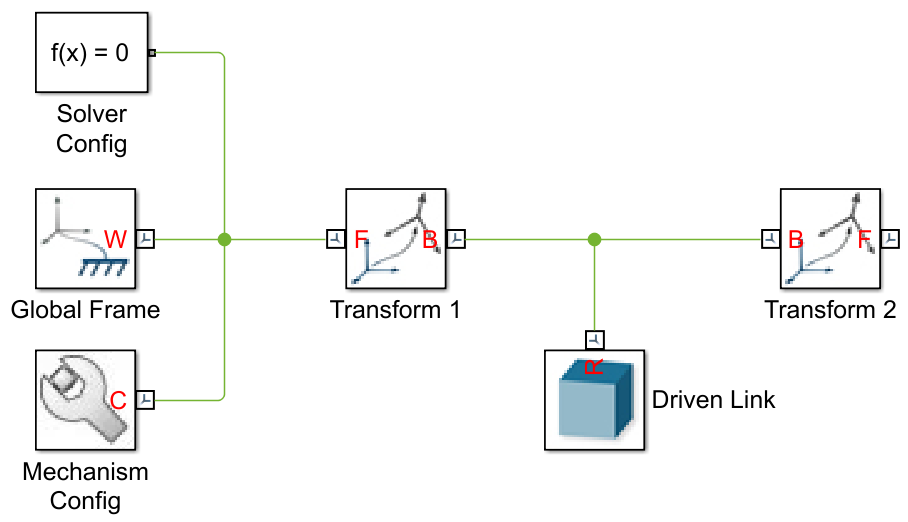 f(x) = 0
Solver
Config
W
Global Frame
F
B
Transform 1
B
F
Transform 2
C
Mechanism
Config
R
Driven Link